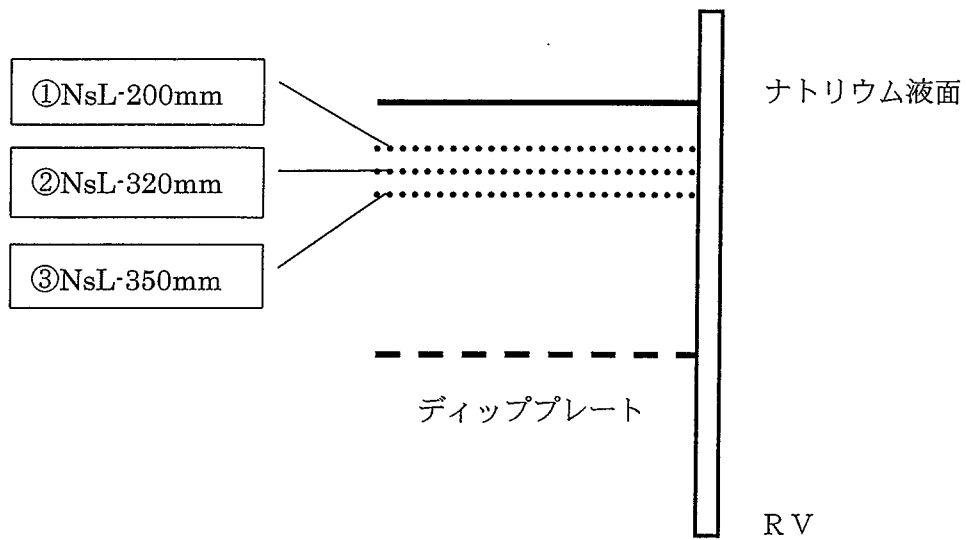 ①NsL-200mm
ナトリウム液面
②NsL-320mm
③NsL-350mm
ディッププレート
RV